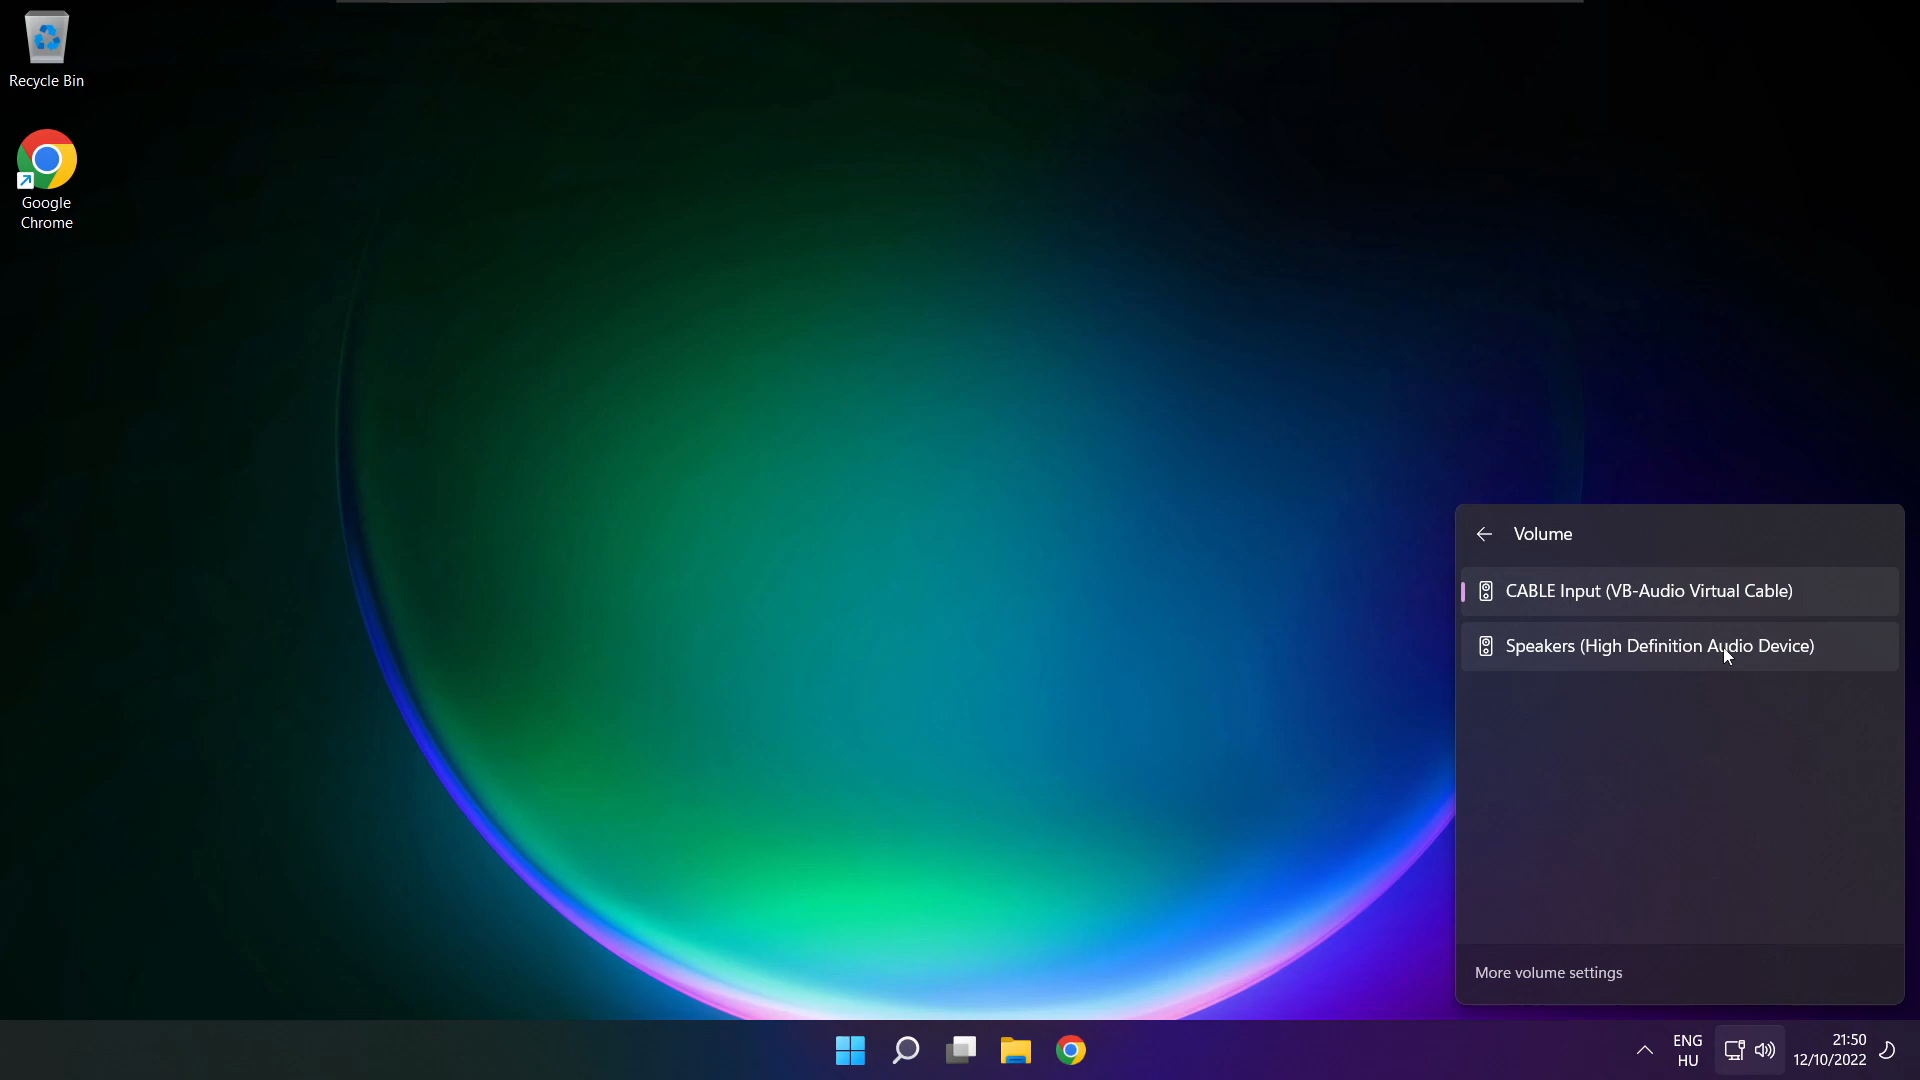 Recycle Bin
Google
Chrome
Volume
CABLE Input (VB-Audio Virtual Cable)
Speakers (High Definition Audio Device)
More volume settings
ENG
HU
21:50
12/10/2022